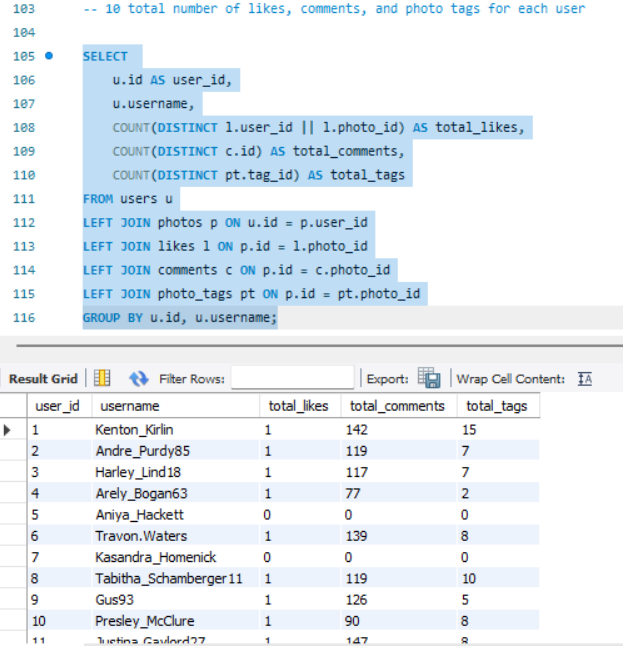 103 -- 10 total number of likes, comments, and photo tags for each user
104
105 SELECT
106 u.id AS user_id,
107 u.username,
108 COUNT(DISTINCT l.user_id || l.photo_id) AS total_likes,
109 COUNT(DISTINCT c.id) AS total_comments,
110 COUNT(DISTINCT pt.tag_id) AS total_tags
111 FROM users u
112 LEFT JOIN photos p ON u.id = p.user_id
113 LEFT JOIN likes l ON p.id = l.photo_id
114 LEFT JOIN comments c ON p.id = c.photo_id
115 LEFT JOIN photo_tags pt ON p.id = pt.photo_id
116 GROUP BY u.id, u.username;
Result Grid Filter Rows: Export: Wrap Cell Content: IA
user_id username total_likes total_comments total_tags
1 Kenton_Kirlin 1 142 15
2 Andre_Purdy85 1 119 7
3 Harley_Lind18 1 117 7
4 Arely_Bogan63 1 77 2
5 Aniya_Hackett 0 0 0
6 Travon.Waters 1 139 8
7 Kasandra_Homenick 0 0 0
8 Tabitha_Schamberger11 1 119 10
9 Gus93 1 126 5
10 Presley_McClure 1 90 8
11 Justina.Gaylord27 1 147 8